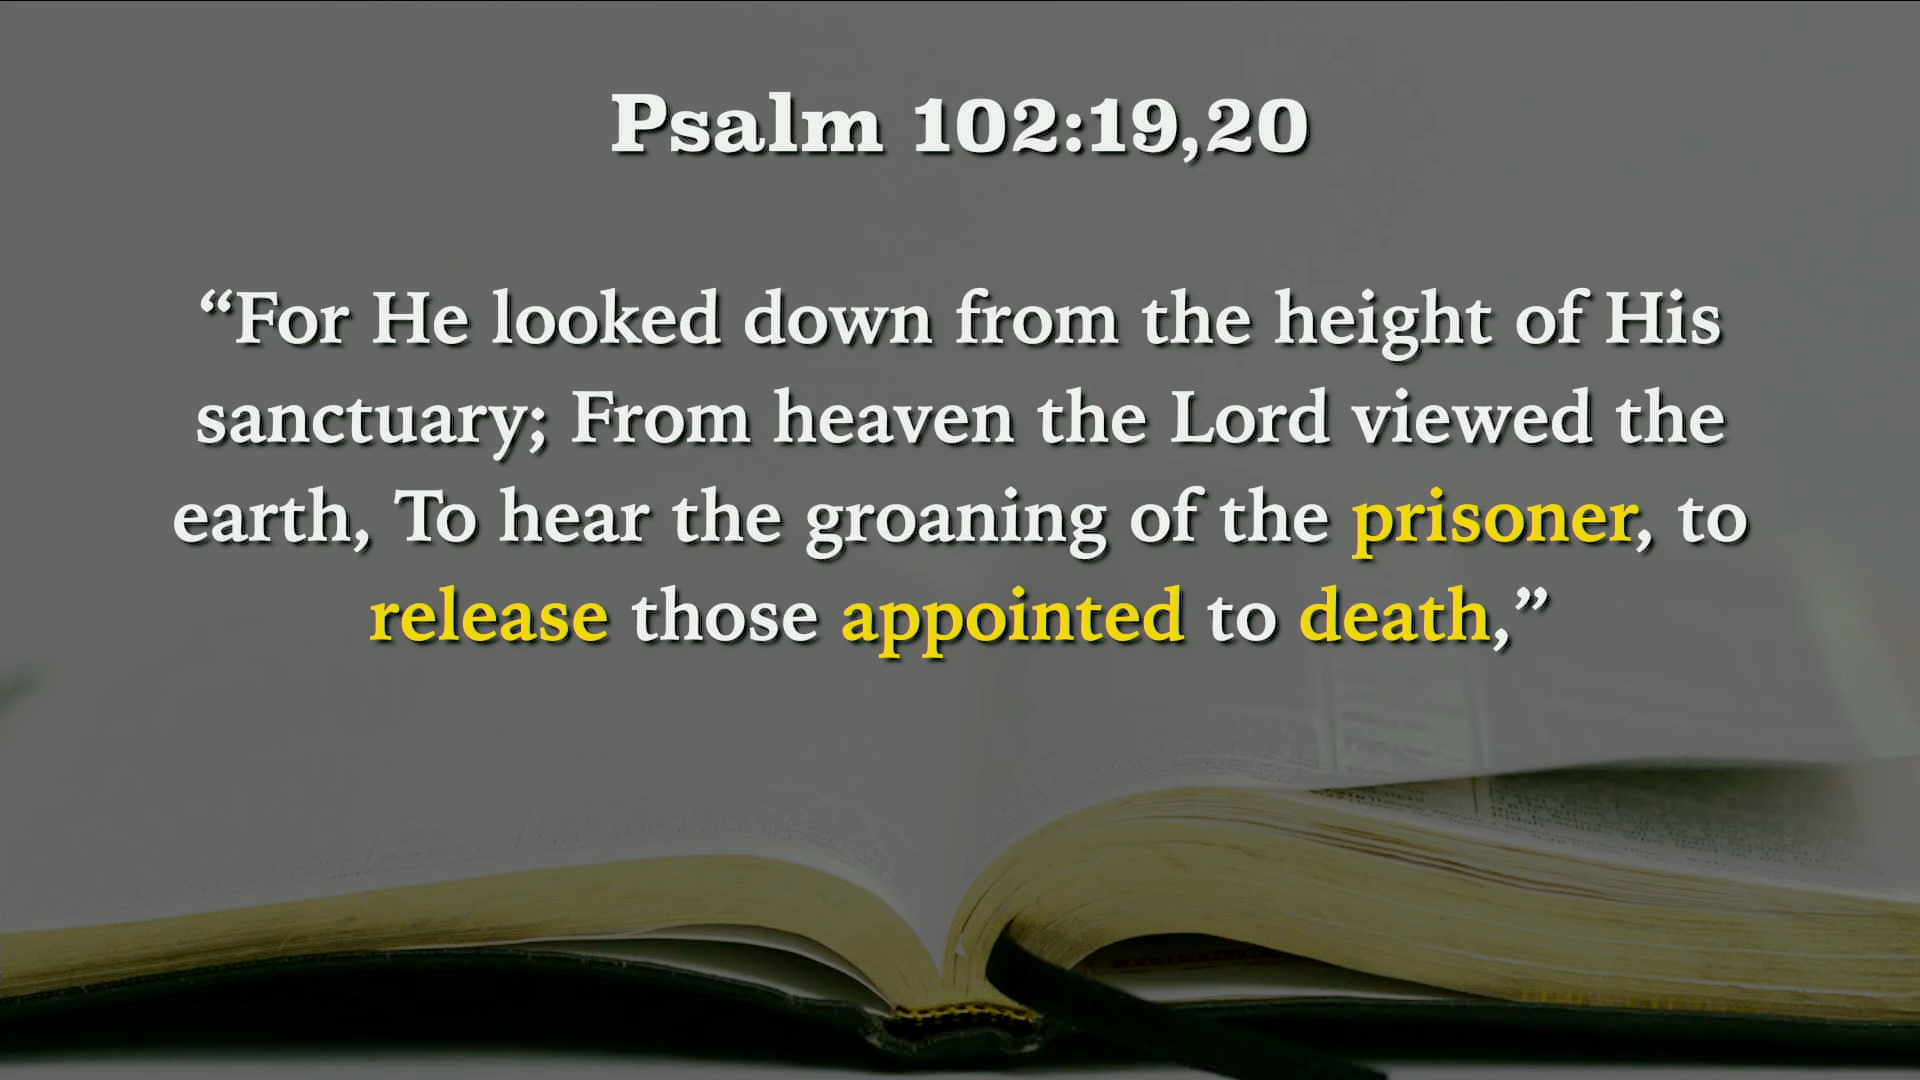 Psalm 102:19,20
“For He looked down from the height of His
sanctuary; From heaven the Lord viewed the
earth, To hear the groaning of the prisoner, to
release those appointed to death,”